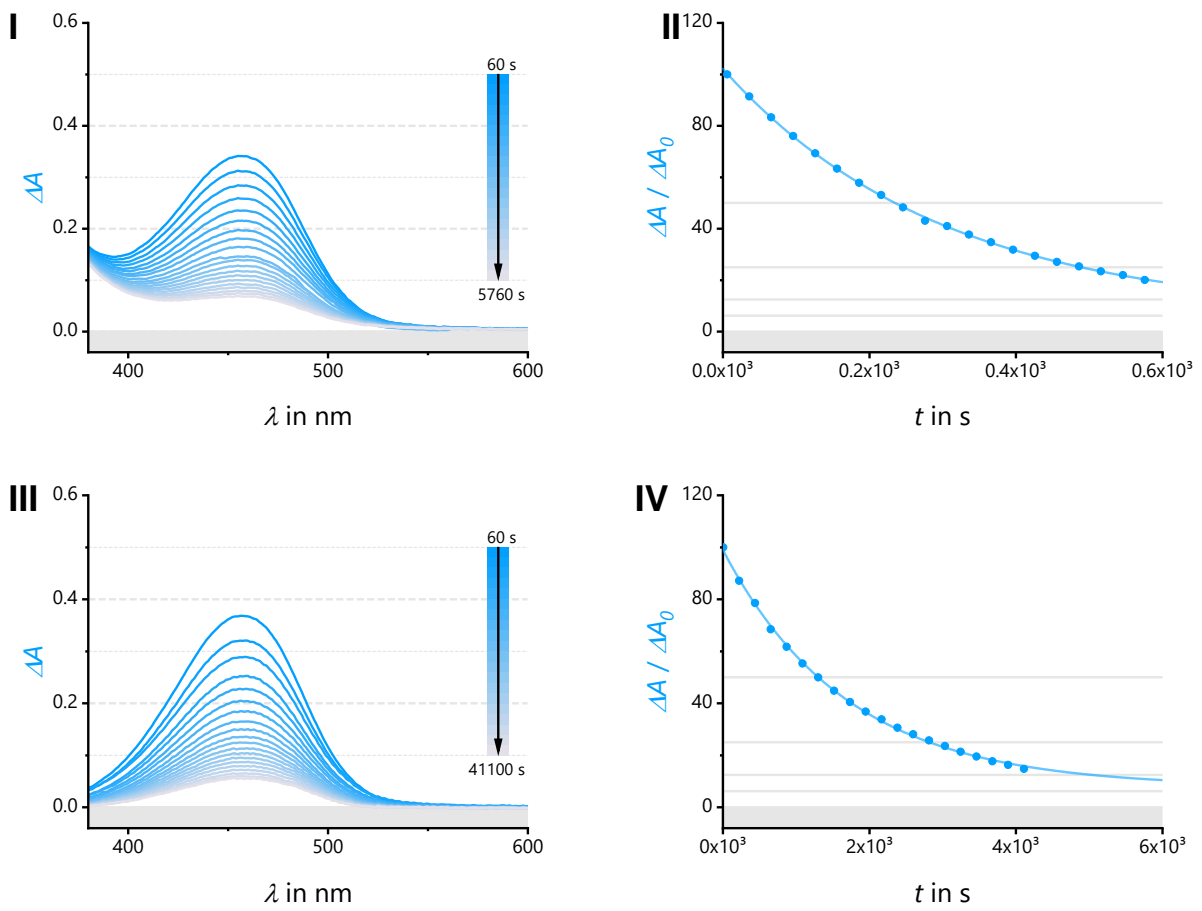 I
0.6
0.4
0.2
0.0
ΔA
60 s
5760 s
400
500
600
λ in nm
II
120
80
40
0
ΔA / ΔA₀
0.0x10³
0.2x10³
0.4x10³
0.6x10³
t in s
III
0.6
0.4
0.2
0.0
ΔA
60 s
41100 s
400
500
600
λ in nm
IV
120
80
40
0
ΔA / ΔA₀
0x10³
2x10³
4x10³
6x10³
t in s